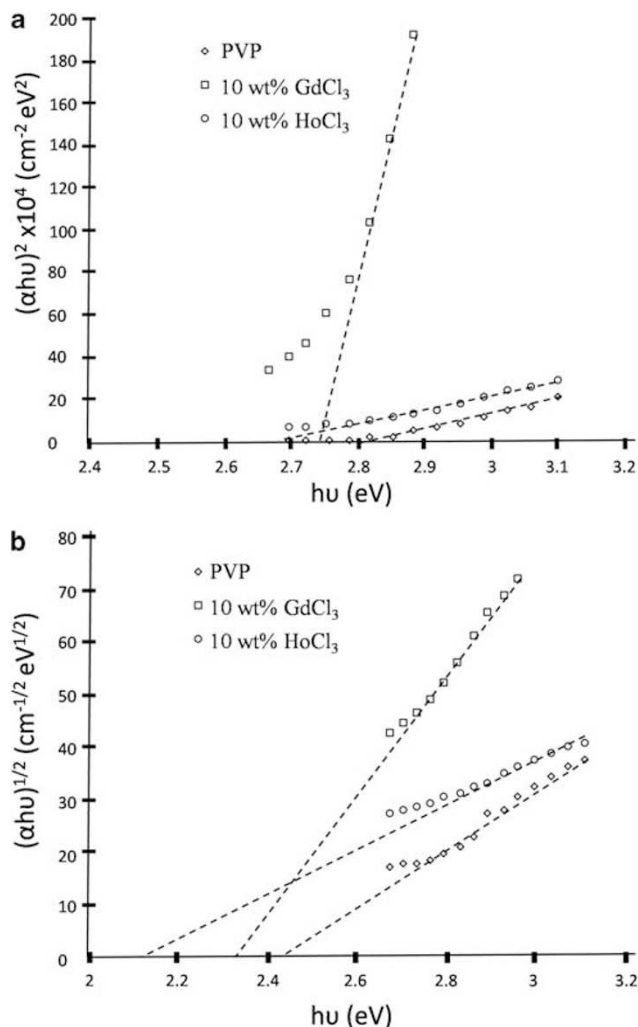 a
(αhυ)² x10⁴ (cm⁻² eV²)
200
180
160
140
120
100
80
60
40
20
0
PVP
10 wt% GdCl₃
10 wt% HoCl₃
2.4 2.5 2.6 2.7 2.8 2.9 3 3.1 3.2
hυ (eV)
b
(αhυ)¹/² (cm⁻¹/² eV¹/²)
80
70
60
50
40
30
20
10
0
PVP
10 wt% GdCl₃
10 wt% HoCl₃
2 2.2 2.4 2.6 2.8 3 3.2
hυ (eV)